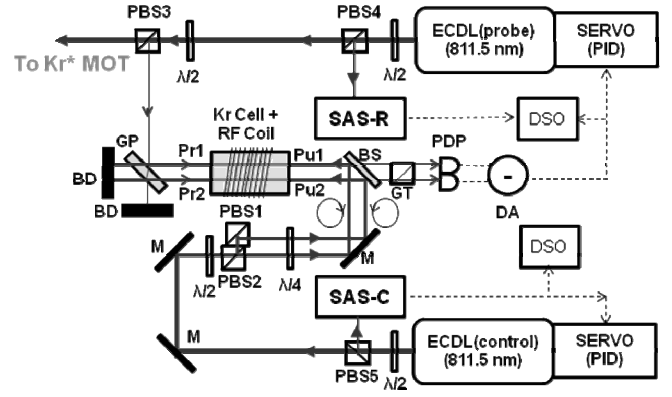 PBS3
PBS4
ECDL(probe)
(811.5 nm)
SERVO
(PID)
To Kr* MOT
λ/2
λ/2
SAS-R
DSO
Kr Cell +
RF Coil
GP
Pr1
Pu1
BS
PDP
BD
Pr2
Pu2
GT
-
DA
BD
PBS1
M
λ/2
PBS2
λ/4
M
DSO
SAS-C
M
PBS5
λ/2
ECDL(control)
(811.5 nm)
SERVO
(PID)